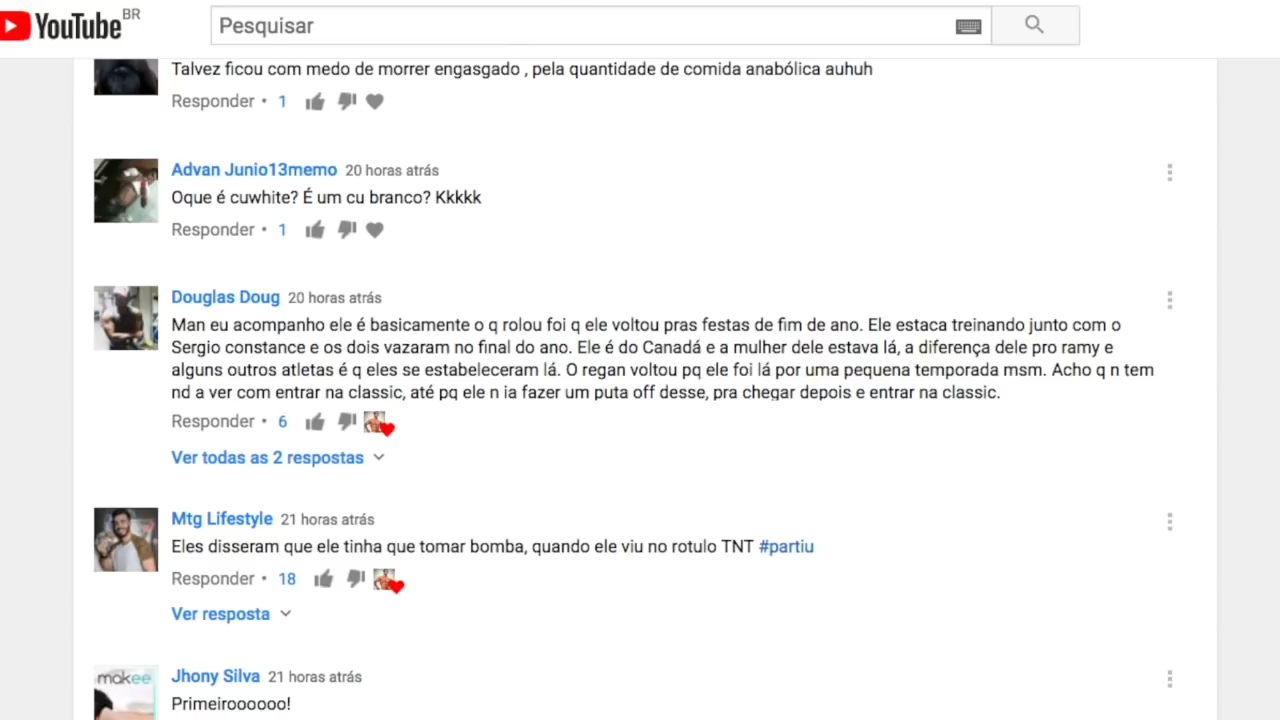 YouTube BR
Pesquisar
Talvez ficou com medo de morrer engasgado , pela quantidade de comida anabólica auhuh
Responder • 1
Advan Junio13memo 20 horas atrás
Oque é cuwhite? É um cu branco? Kkkkk
Responder • 1
Douglas Doug 20 horas atrás
Man eu acompanho ele é basicamente o q rolou foi q ele voltou pras festas de fim de ano. Ele estaca treinando junto com o
Sergio constance e os dois vazaram no final do ano. Ele é do Canadá e a mulher dele estava lá, a diferença dele pro ramy e
alguns outros atletas é q eles se estabeleceram lá. O regan voltou pq ele foi lá por uma pequena temporada msm. Acho q n tem
nd a ver com entrar na classic, até pq ele n ia fazer um puta off desse, pra chegar depois e entrar na classic.
Responder • 6
Ver todas as 2 respostas
Mtg Lifestyle 21 horas atrás
Eles disseram que ele tinha que tomar bomba, quando ele viu no rotulo TNT #partiu
Responder • 18
Ver resposta
makee
Jhony Silva 21 horas atrás
Primeiroooooo!